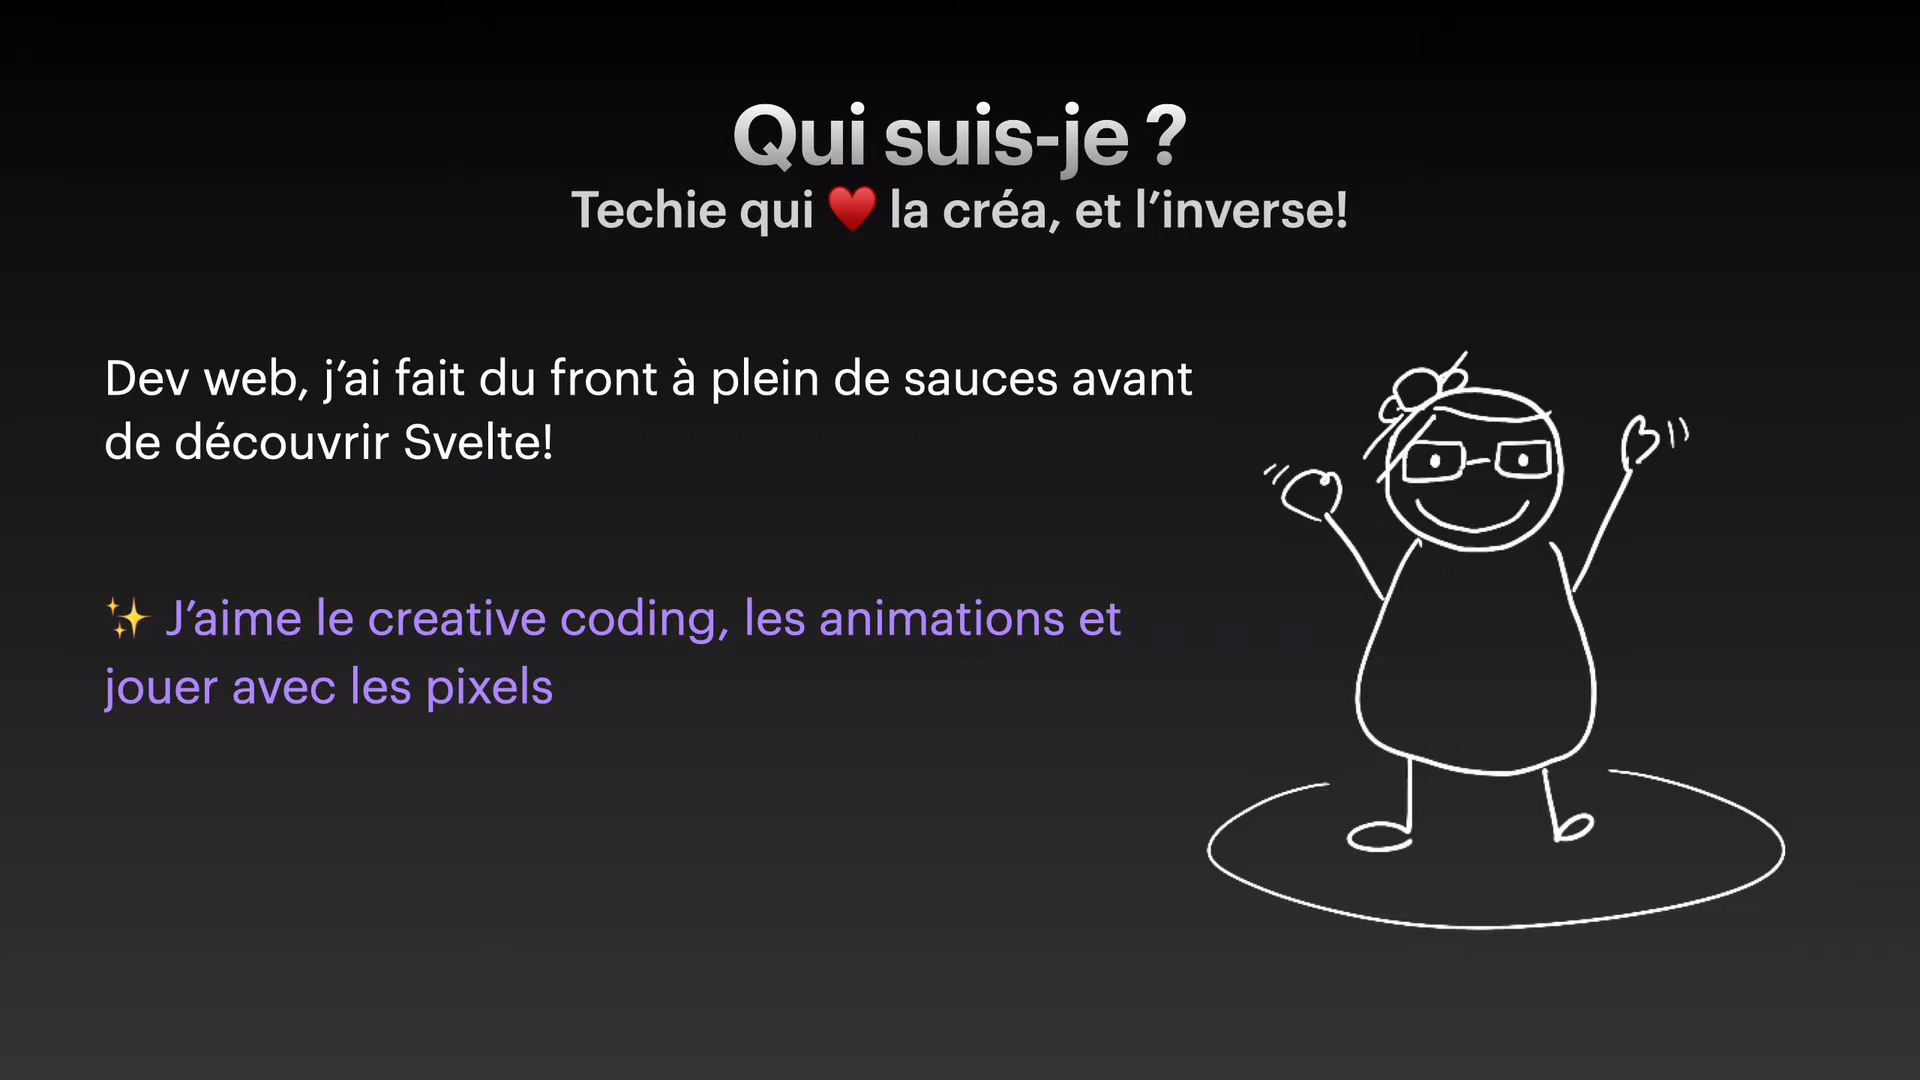 Qui suis-je ?
Techie qui ♥️ la créa, et l’inverse!
Dev web, j’ai fait du front à plein de sauces avant
de découvrir Svelte!
✨ J’aime le creative coding, les animations et
jouer avec les pixels